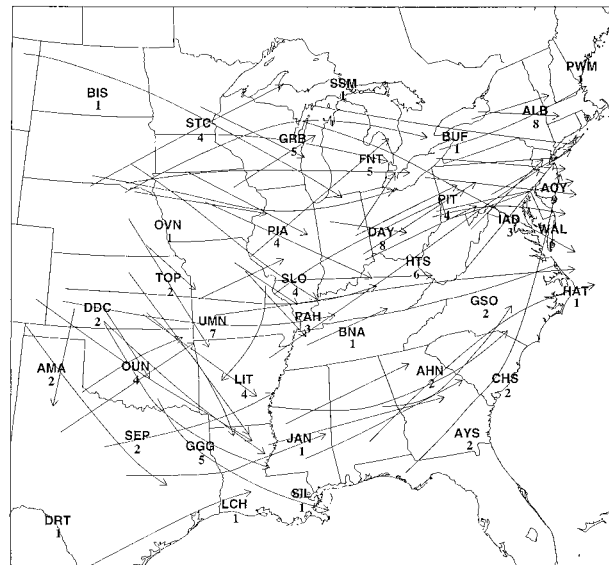 PWM
1
SSM
BIS
1
ALB
8
STC
4
GRB
5
BUF
1
FNT
5
AQY
PIT
4
IAD
3
WAL
OVN
1
PIA
4
DAY
8
HTS
6
TOP
2
SLO
4
HAT
1
GSO
2
DDC
2
UMN
7
PAH
3
BNA
1
AMA
2
OUN
4
LIT
4
AHN
2
CHS
2
SEP
2
GGG
5
JAN
1
AYS
2
SIL
1
LCH
1
DRT
1